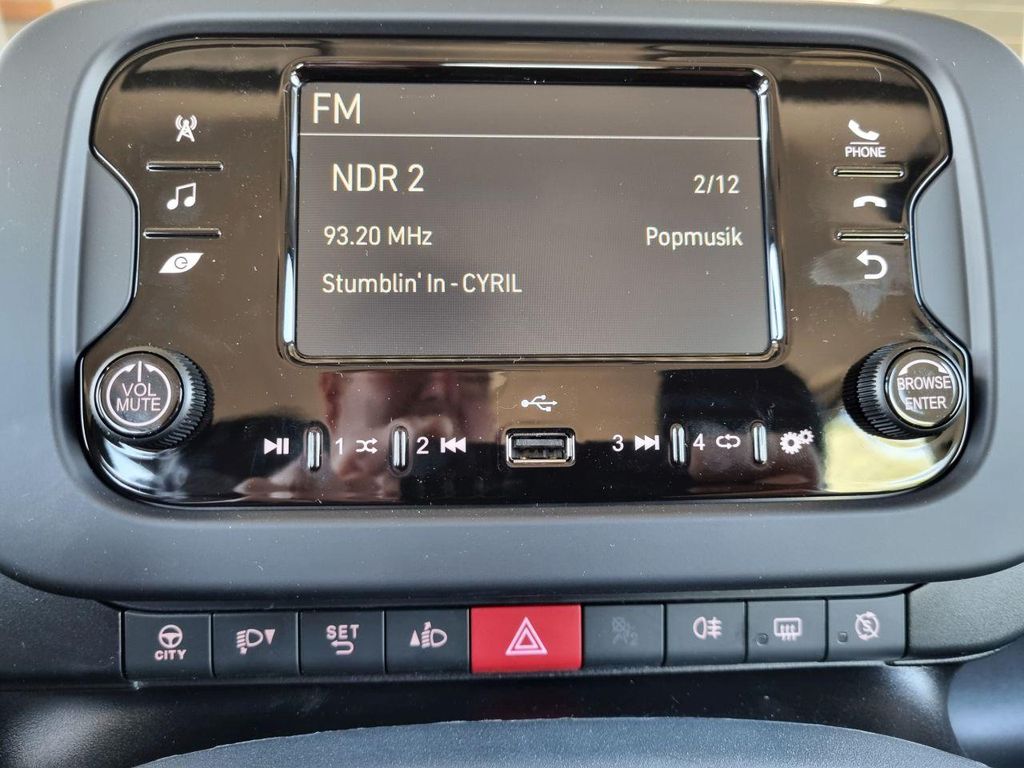 FM
NDR 2
2/12
93.20 MHz
Popmusik
Stumblin' In - CYRIL
PHONE
VOL
MUTE
BROWSE
ENTER
1
2
3
4
CITY
SET